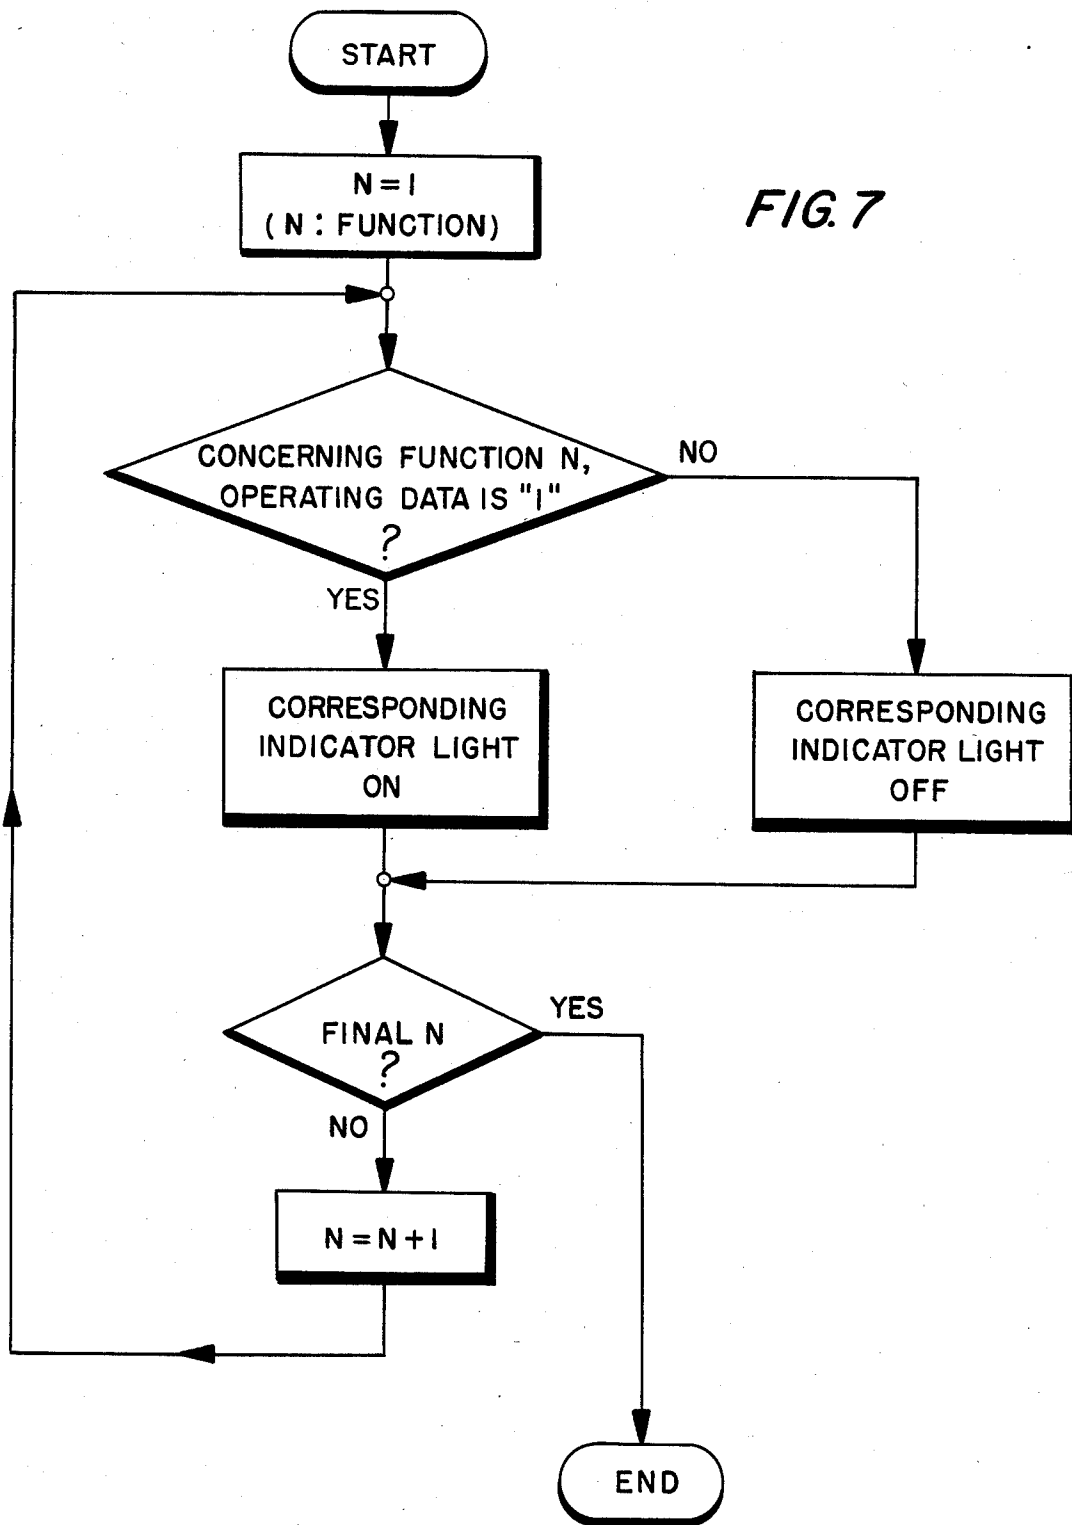 START
N=1
(N: FUNCTION)
FIG. 7
CONCERNING FUNCTION N,
OPERATING DATA IS "1"
?
NO
YES
CORRESPONDING
INDICATOR LIGHT
ON
CORRESPONDING
INDICATOR LIGHT
OFF
FINAL N
?
YES
NO
N=N+1
END